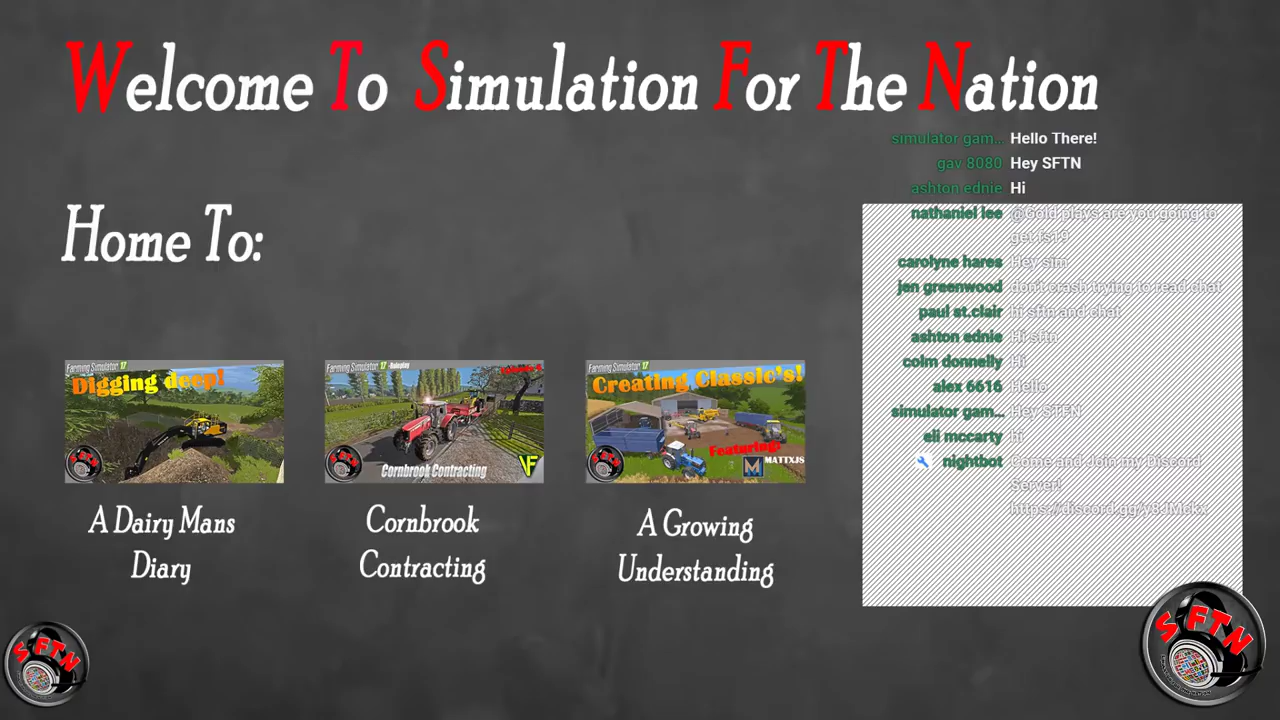 Welcome To Simulation For The Nation
simulator gam... Hello There!
gav 8080 Hey SFTN
ashton ednie Hi
nathaniel lee @Gold plays are you going to
get fs19
carolyne hares Hey sim
jen greenwood don't crash trying to read chat
paul st.clair hi sftn and chat
ashton ednie Hi sftn
colm donnelly Hi
alex 6616 Hello
simulator gam... Hey STFN
eli mccarty hi
nightbot Come and Join my Discord
Server!
Home To:
Farming Simulator 17
Digging deep!
SFTN
A Dairy Mans
Diary
Farming Simulator 17 -Roleplay
Cornbrook Contracting
SFTN
VF
Cornbrook
Contracting
Farming Simulator 17
Creating Classic's!
Featuring:
MATTXJS
SFTN
A Growing
Understanding
SFTN
SFTN